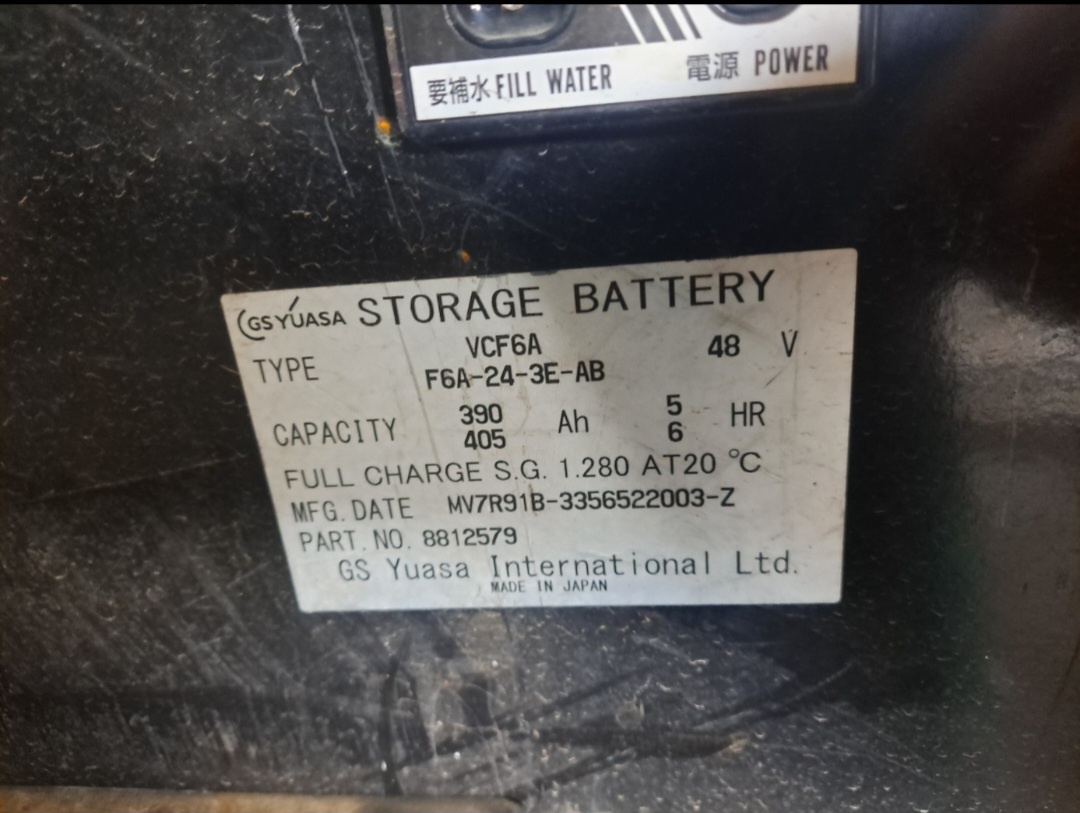 要補水 FILL WATER 電源 POWER
GS YUASA STORAGE BATTERY
TYPE VCF6A 48 V
F6A-24-3E-AB
CAPACITY 390 Ah 5 HR
405 6
FULL CHARGE S.G. 1.280 AT 20 °C
MFG. DATE MV7R91B-3356522003-Z
PART. NO. 8812579
GS Yuasa International Ltd.
MADE IN JAPAN